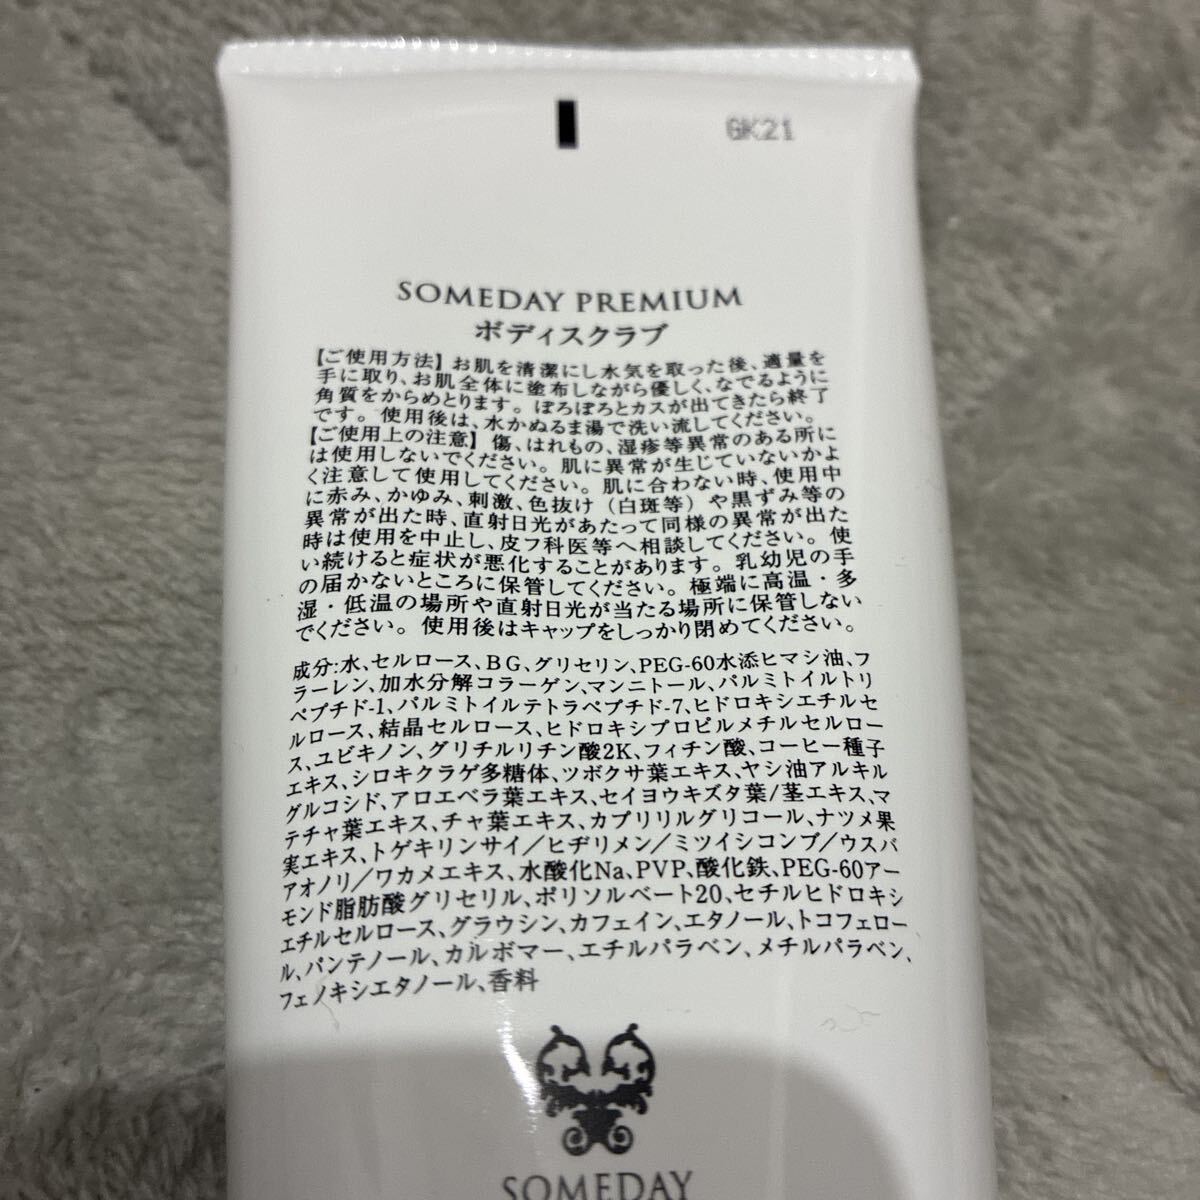 GK21
SOMEDAY PREMIUM
ボディスクラブ
【ご使用方法】お肌を清潔にし水気を取った後、適量を
手に取り、お肌全体に塗布しながら優しく、なでるように
角質をからめとります。ぽろぽろとカスが出てきたら終了
です。使用後は、水かぬるま湯で洗い流してください。
【ご使用上の注意】傷、はれもの、湿疹等異常のある所に
は使用しないでください。肌に異常が生じていないかよ
く注意して使用してください。肌に合わない時、使用中
に赤み、かゆみ、刺激、色抜け（白斑等）や黒ずみ等の
異常が出た時、直射日光があたって同様の異常が出た
時は使用を中止し、皮フ科医等へ相談してください。使
い続けると症状が悪化することがあります。乳幼児の手
の届かないところに保管してください。極端に高温・多
湿・低温の場所や直射日光が当たる場所に保管しない
でください。使用後はキャップをしっかり閉めてください。
成分:水、セルロース、BG、グリセリン、PEG-60水添ヒマシ油、フ
ラーレン、加水分解コラーゲン、マンニトール、パルミトイルトリ
ペプチド-1、パルミトイルテトラペプチド-7、ヒドロキシエチルセ
ルロース、結晶セルロース、ヒドロキシプロピルメチルセルロー
ス、ユビキノン、グリチルリチン酸2K、フィチン酸、コーヒー種子
エキス、シロキクラゲ多糖体、ツボクサ葉エキス、ヤシ油アルキル
グルコシド、アロエベラ葉エキス、セイヨウキズタ葉/茎エキス、マ
テチャ葉エキス、チャ葉エキス、カプリリルグリコール、ナツメ果
実エキス、トゲキリンサイ／ヒヂリメン／ミツイシコンブ／ウスバ
アオノリ／ワカメエキス、水酸化Na、PVP、酸化鉄、PEG-60アー
モンド脂肪酸グリセリル、ポリソルベート20、セチルヒドロキシ
エチルセルロース、グラウシン、カフェイン、エタノール、トコフェロー
ル、パンテノール、カルボマー、エチルパラベン、メチルパラベン、
フェノキシエタノール、香料
SOMEDAY